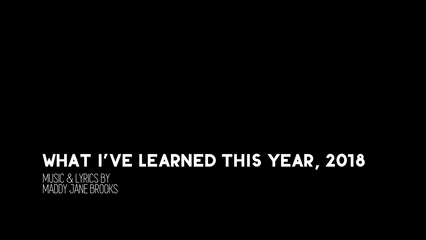 WHAT I'VE LEARNED THIS YEAR, 2018
MUSIC & LYRICS BY
MADDY JANE BROOKS